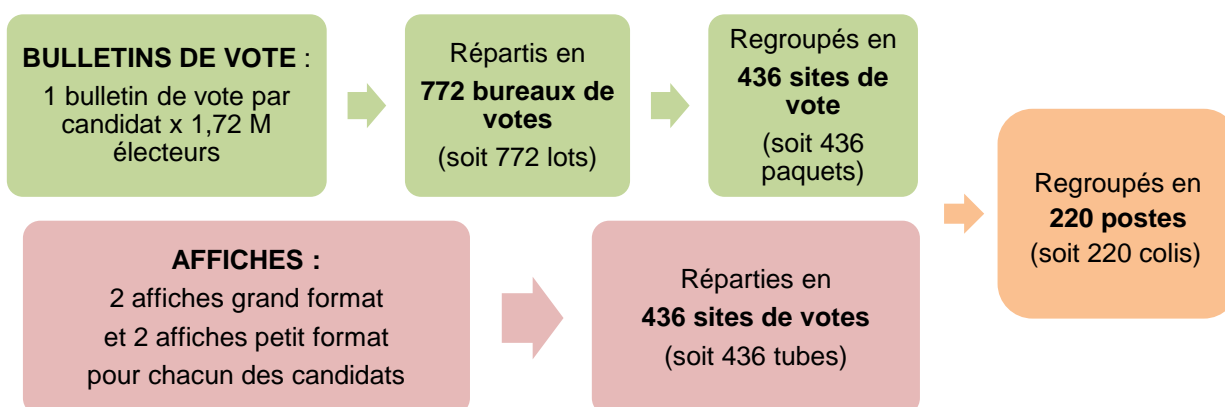 BULLETINS DE VOTE :
1 bulletin de vote par
candidat x 1,72 M
électeurs
Répartis en
772 bureaux de
votes
(soit 772 lots)
Regroupés en
436 sites de
vote
(soit 436
paquets)
AFFICHES :
2 affiches grand format
et 2 affiches petit format
pour chacun des candidats
Réparties en
436 sites de votes
(soit 436 tubes)
Regroupés en
220 postes
(soit 220 colis)